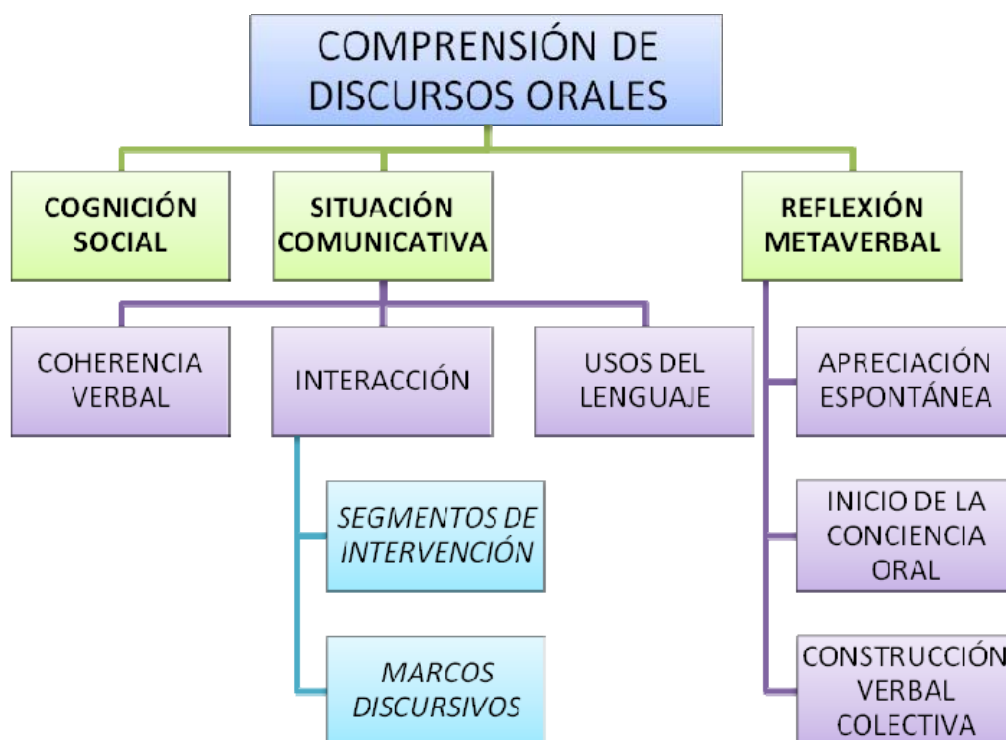 COMPRENSIÓN DE
DISCURSOS ORALES
COGNICIÓN
SOCIAL
SITUACIÓN
COMUNICATIVA
REFLEXIÓN
METAVERBAL
COHERENCIA
VERBAL
INTERACCIÓN
USOS DEL
LENGUAJE
APRECIACIÓN
ESPONTÁNEA
SEGMENTOS DE
INTERVENCIÓN
INICIO DE LA
CONCIENCIA
ORAL
MARCOS
DISCURSIVOS
CONSTRUCCIÓN
VERBAL
COLECTIVA